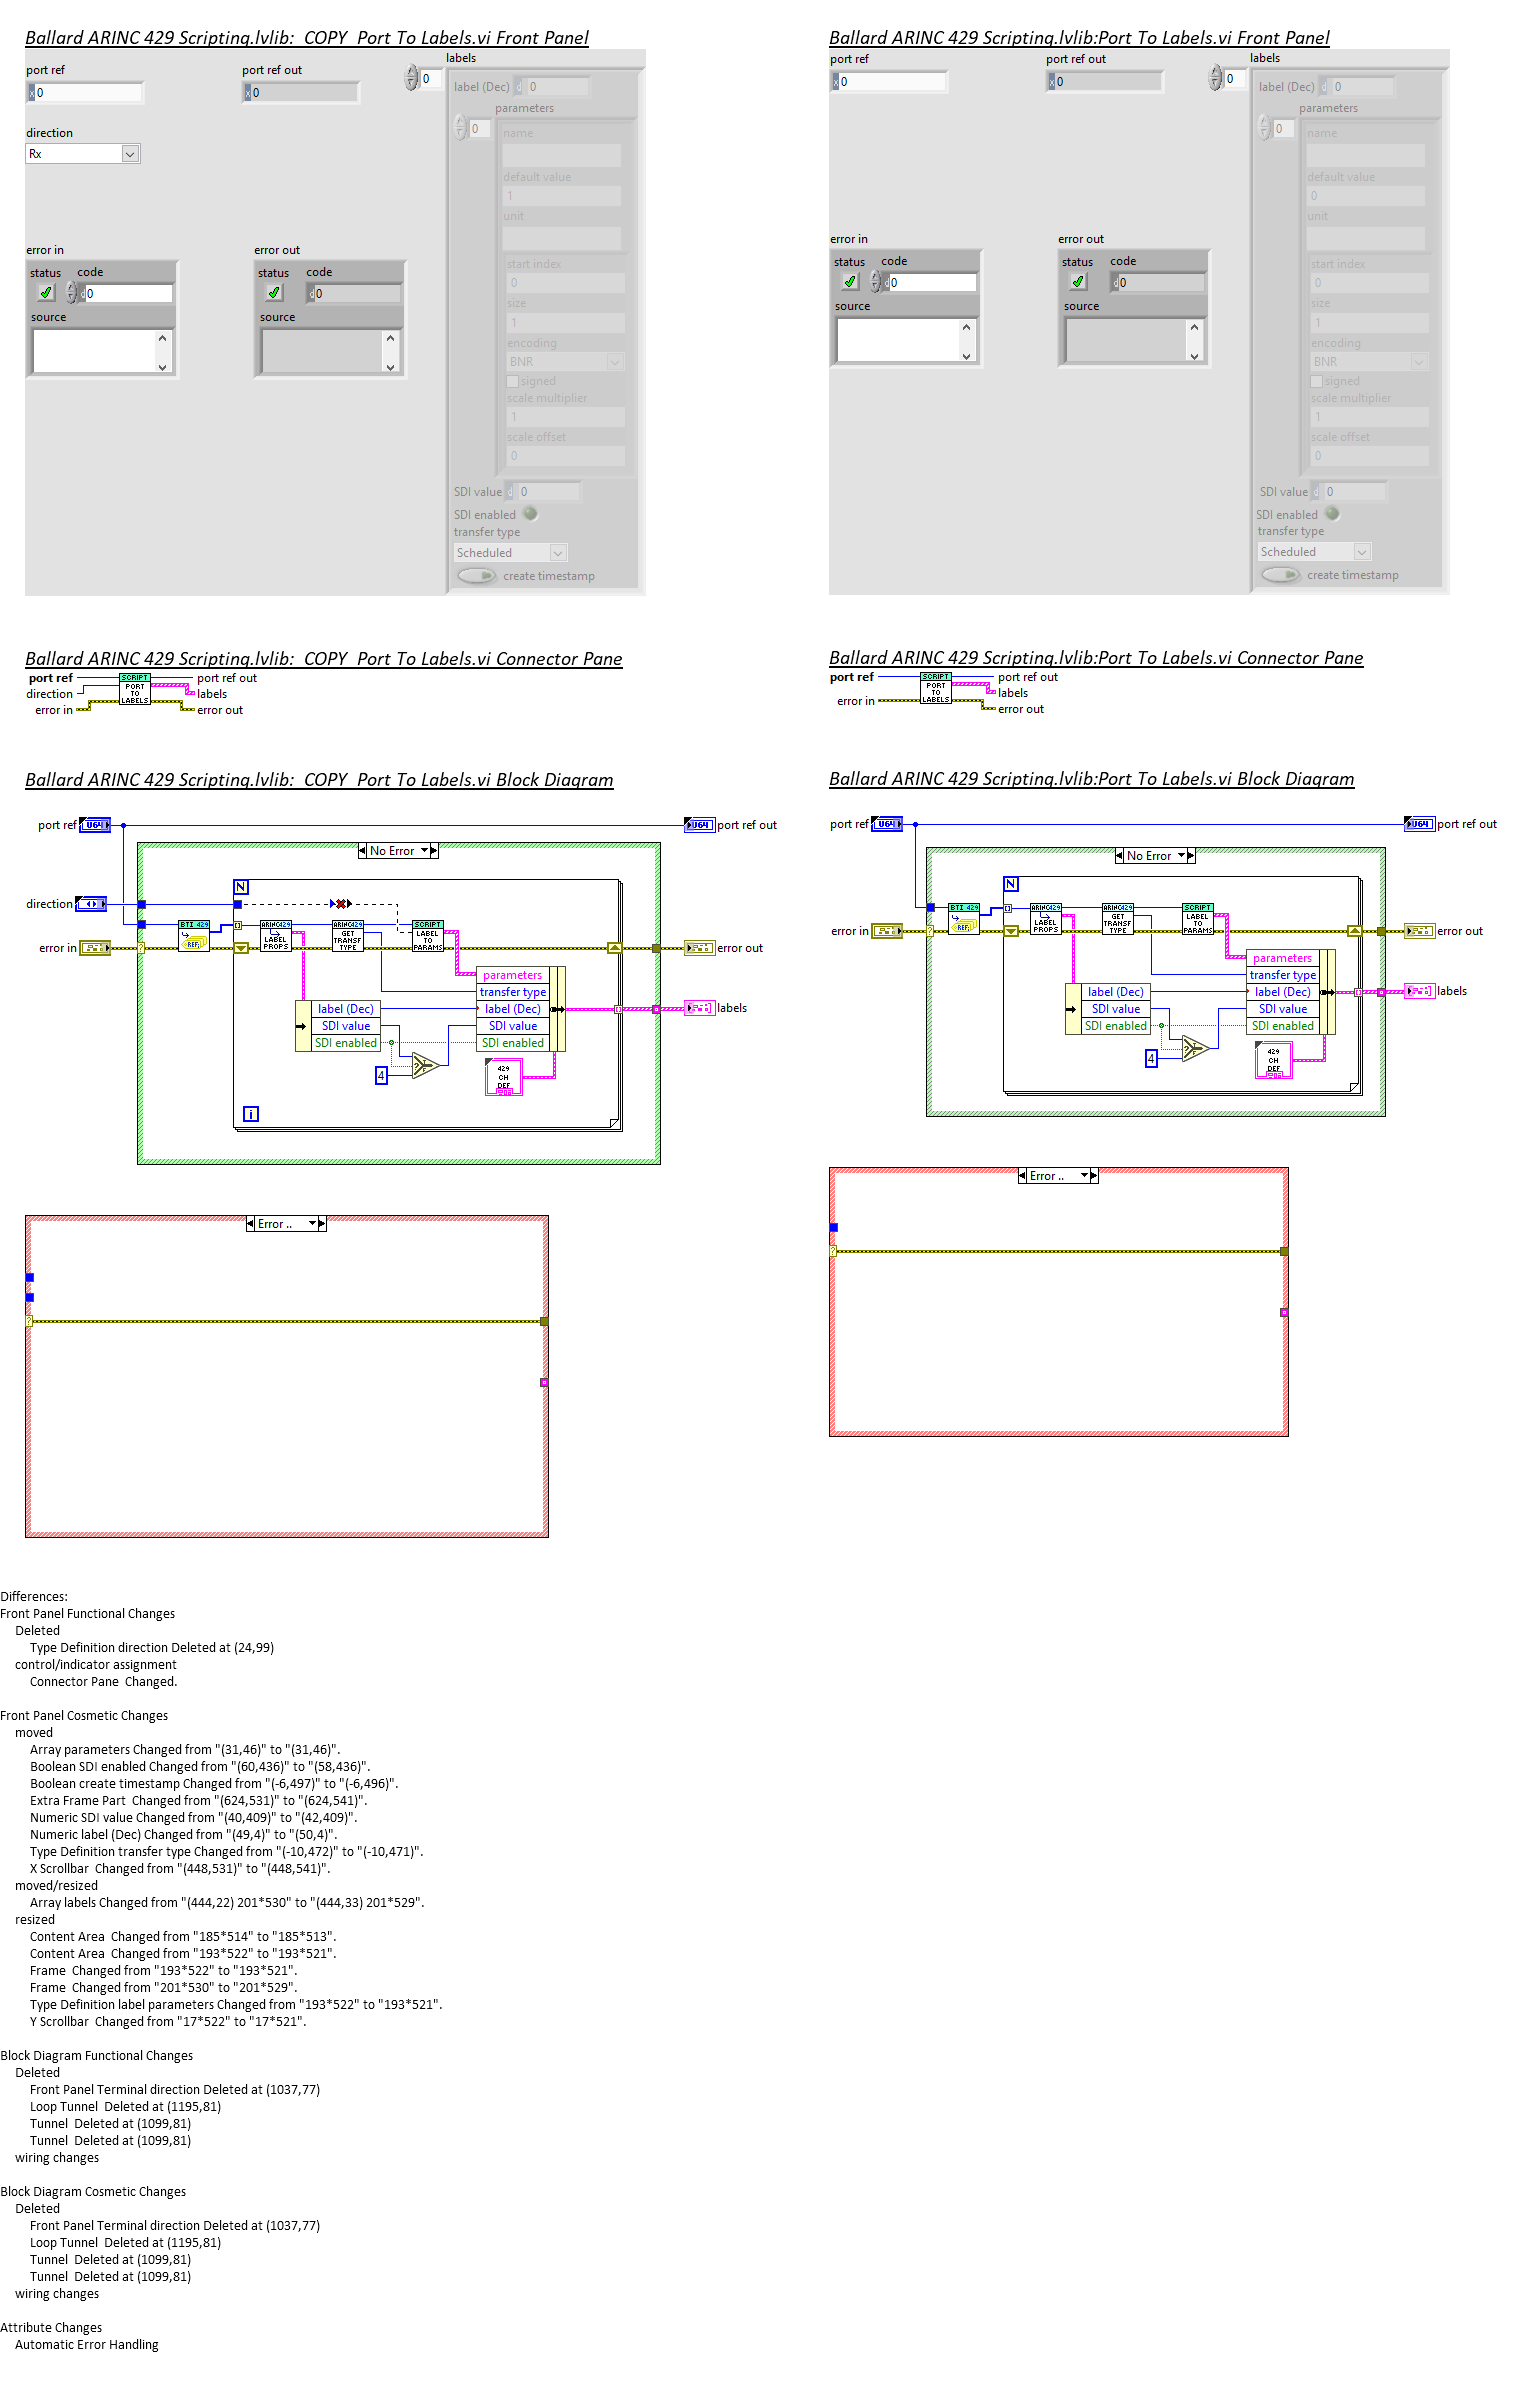 Ballard ARINC 429 Scripting.lvlib:  COPY  Port To Labels.vi Front Panel
port ref
0
port ref out
0
labels
0
label (Dec)
0
parameters
0
name
default value
1
unit
start index
0
size
1
encoding
BNR
signed
scale multiplier
1
scale offset
0
SDI value
0
SDI enabled
transfer type
Scheduled
create timestamp
direction
Rx
error in
status
code
0
source
error out
status
code
0
source
Ballard ARINC 429 Scripting.lvlib:Port To Labels.vi Front Panel
port ref
0
port ref out
0
labels
0
label (Dec)
0
parameters
0
name
default value
0
unit
start index
0
size
1
encoding
BNR
signed
scale multiplier
1
scale offset
0
SDI value
0
SDI enabled
transfer type
Scheduled
create timestamp
error in
status
code
0
source
error out
status
code
0
source
Ballard ARINC 429 Scripting.lvlib:  COPY  Port To Labels.vi Connector Pane
port ref
direction
error in
SCRIPT
PORT
TO
LABELS
port ref out
labels
error out
Ballard ARINC 429 Scripting.lvlib:Port To Labels.vi Connector Pane
port ref
error in
SCRIPT
PORT
TO
LABELS
port ref out
labels
error out
Ballard ARINC 429 Scripting.lvlib:  COPY  Port To Labels.vi Block Diagram
port ref
U64
U64
port ref out
No Error
N
direction
BTI 429
REF
ARINC429
LABEL
PROPS
ARINC429
GET
TRANSF
TYPE
SCRIPT
LABEL
TO
PARAMS
error in
error out
parameters
transfer type
label (Dec)
label (Dec)
SDI value
SDI value
SDI enabled
SDI enabled
labels
4
429
CH
DEF
i
Error ..
Ballard ARINC 429 Scripting.lvlib:Port To Labels.vi Block Diagram
port ref
U64
U64
port ref out
No Error
N
BTI 429
REF
ARINC429
LABEL
PROPS
ARINC429
GET
TRANSF
TYPE
SCRIPT
LABEL
TO
PARAMS
error in
error out
parameters
transfer type
label (Dec)
label (Dec)
SDI value
SDI value
SDI enabled
SDI enabled
labels
4
429
CH
DEF
Error ..
Differences:
Front Panel Functional Changes
Deleted
Type Definition direction Deleted at (24,99)
control/indicator assignment
Connector Pane  Changed.
Front Panel Cosmetic Changes
moved
Array parameters Changed from "(31,46)" to "(31,46)".
Boolean SDI enabled Changed from "(60,436)" to "(58,436)".
Boolean create timestamp Changed from "(-6,497)" to "(-6,496)".
Extra Frame Part  Changed from "(624,531)" to "(624,541)".
Numeric SDI value Changed from "(40,409)" to "(42,409)".
Numeric label (Dec) Changed from "(49,4)" to "(50,4)".
Type Definition transfer type Changed from "(-10,472)" to "(-10,471)".
X Scrollbar  Changed from "(448,531)" to "(448,541)".
moved/resized
Array labels Changed from "(444,22) 201*530" to "(444,33) 201*529".
resized
Content Area  Changed from "185*514" to "185*513".
Content Area  Changed from "193*522" to "193*521".
Frame  Changed from "193*522" to "193*521".
Frame  Changed from "201*530" to "201*529".
Type Definition label parameters Changed from "193*522" to "193*521".
Y Scrollbar  Changed from "17*522" to "17*521".
Block Diagram Functional Changes
Deleted
Front Panel Terminal direction Deleted at (1037,77)
Loop Tunnel  Deleted at (1195,81)
Tunnel  Deleted at (1099,81)
Tunnel  Deleted at (1099,81)
wiring changes
Block Diagram Cosmetic Changes
Deleted
Front Panel Terminal direction Deleted at (1037,77)
Loop Tunnel  Deleted at (1195,81)
Tunnel  Deleted at (1099,81)
Tunnel  Deleted at (1099,81)
wiring changes
Attribute Changes
Automatic Error Handling